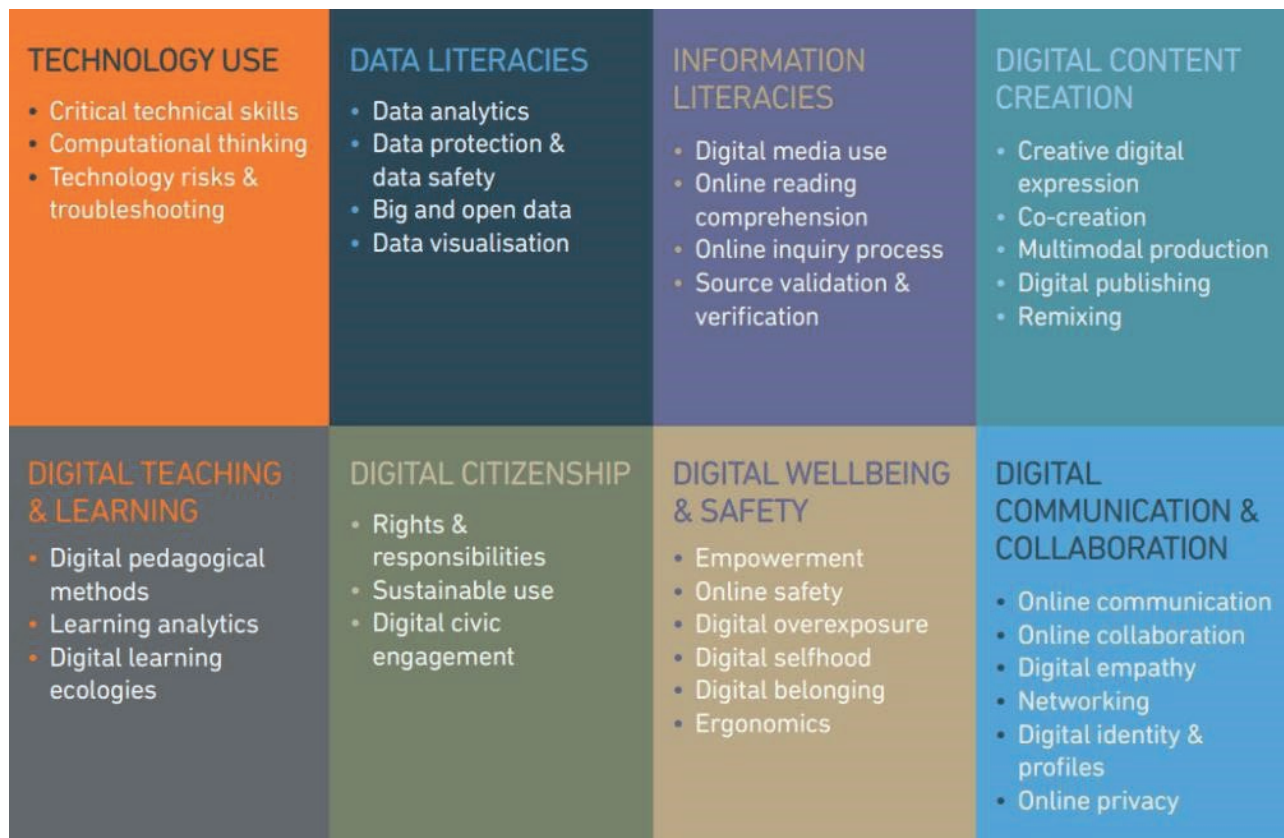 TECHNOLOGY USE
• Critical technical skills
• Computational thinking
• Technology risks &
troubleshooting
DATA LITERACIES
• Data analytics
• Data protection &
data safety
• Big and open data
• Data visualisation
INFORMATION
LITERACIES
• Digital media use
• Online reading
comprehension
• Online inquiry process
• Source validation &
verification
DIGITAL CONTENT
CREATION
• Creative digital
expression
• Co-creation
• Multimodal production
• Digital publishing
• Remixing
DIGITAL TEACHING
& LEARNING
• Digital pedagogical
methods
• Learning analytics
• Digital learning
ecologies
DIGITAL CITIZENSHIP
• Rights &
responsibilities
• Sustainable use
• Digital civic
engagement
DIGITAL WELLBEING
& SAFETY
• Empowerment
• Online safety
• Digital overexposure
• Digital selfhood
• Digital belonging
• Ergonomics
DIGITAL
COMMUNICATION &
COLLABORATION
• Online communication
• Online collaboration
• Digital empathy
• Networking
• Digital identity &
profiles
• Online privacy